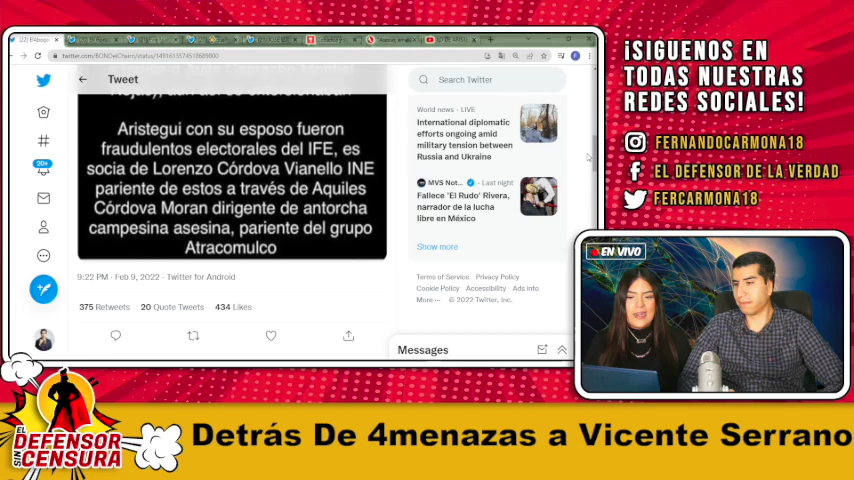 ¡SIGUENOS EN
TODAS NUESTRAS
REDES SOCIALES!
FERNANDOCARMONA18
EL DEFENSOR DE LA VERDAD
FERCARMONA18
Tweet
Search Twitter
Aristegui con su esposo fueron
fraudulentos electorales del IFE, es
socia de Lorenzo Córdova Vianello INE
pariente de estos a través de Aquiles
Córdova Moran dirigente de antorcha
campesina asesina, pariente del grupo
Atracomulco
9:22 PM · Feb 9, 2022 · Twitter for Android
375 Retweets 20 Quote Tweets 434 Likes
20+
World news · LIVE
International diplomatic
efforts ongoing amid
military tension between
Russia and Ukraine
MVS Not... · Last night
Fallece 'El Rudo' Rivera,
narrador de la lucha
libre en México
Show more
Terms of Service Privacy Policy
Cookie Policy Accessibility Ads info
More ··· © 2022 Twitter, Inc.
Messages
EN VIVO
EL
DEFENSOR
SIN
CENSURA
Detrás De 4menazas a Vicente Serrano